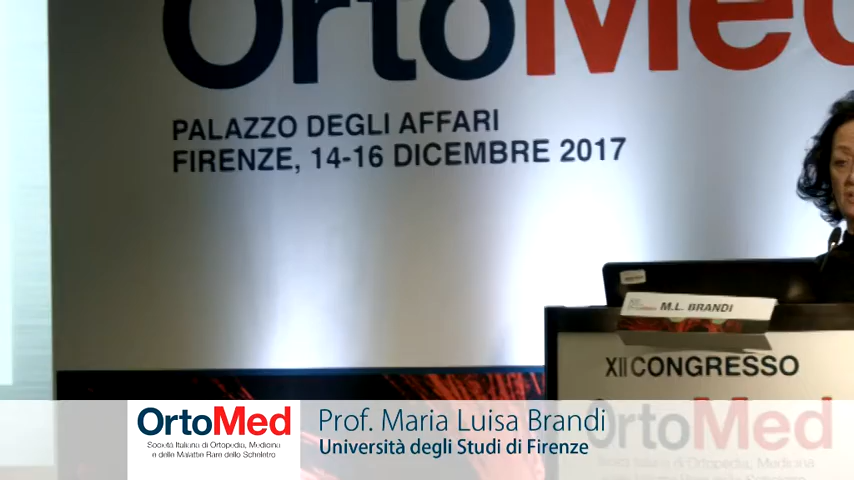 OrtoMed
PALAZZO DEGLI AFFARI
FIRENZE, 14-16 DICEMBRE 2017
M.L. BRANDI
XII CONGRESSO
OrtoMed
OrtoMed
Società Italiana di Ortopedia, Medicina
e delle Malattie Rare dello Scheletro
Prof. Maria Luisa Brandi
Università degli Studi di Firenze